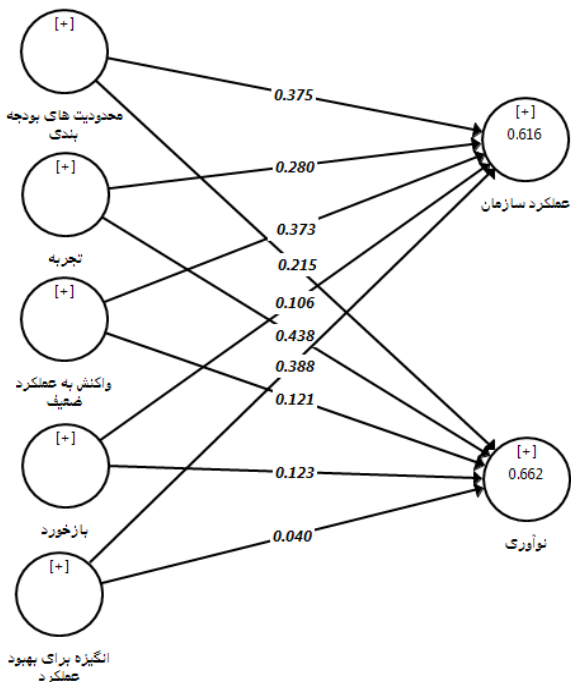 [+]
محدودیت های بودجه
بندی
[+]
تجربه
[+]
واکنش به عملکرد
ضعیف
[+]
بازخورد
[+]
انگیزه برای بهبود
عملکرد
0.375
0.280
0.373
0.215
0.106
0.438
0.388
0.121
0.123
0.040
[+]
0.616
عملکرد سازمان
[+]
0.662
نوآوری